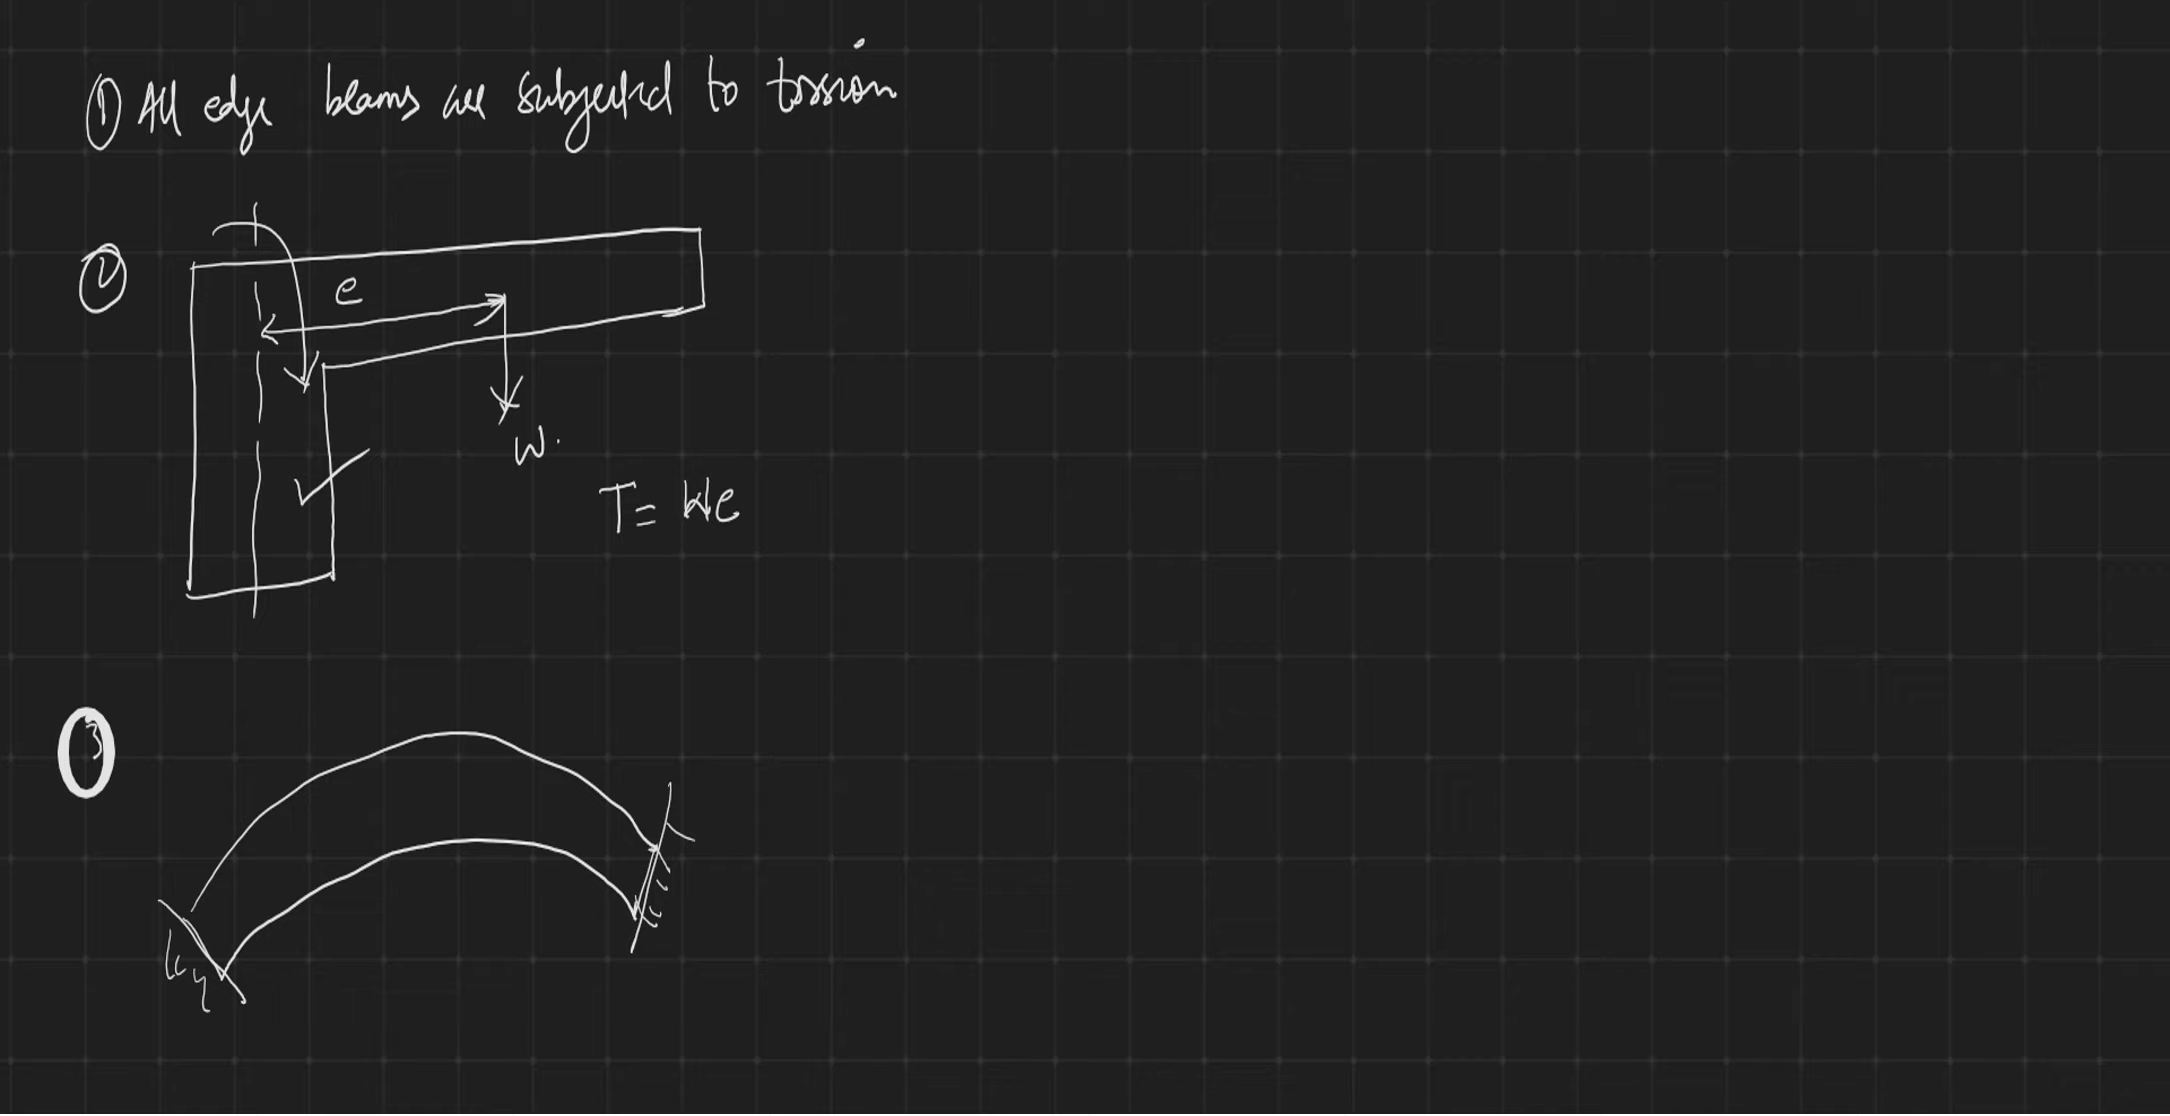 ① All edge beams are subjected to torsion
②
e
W.
T = We
③